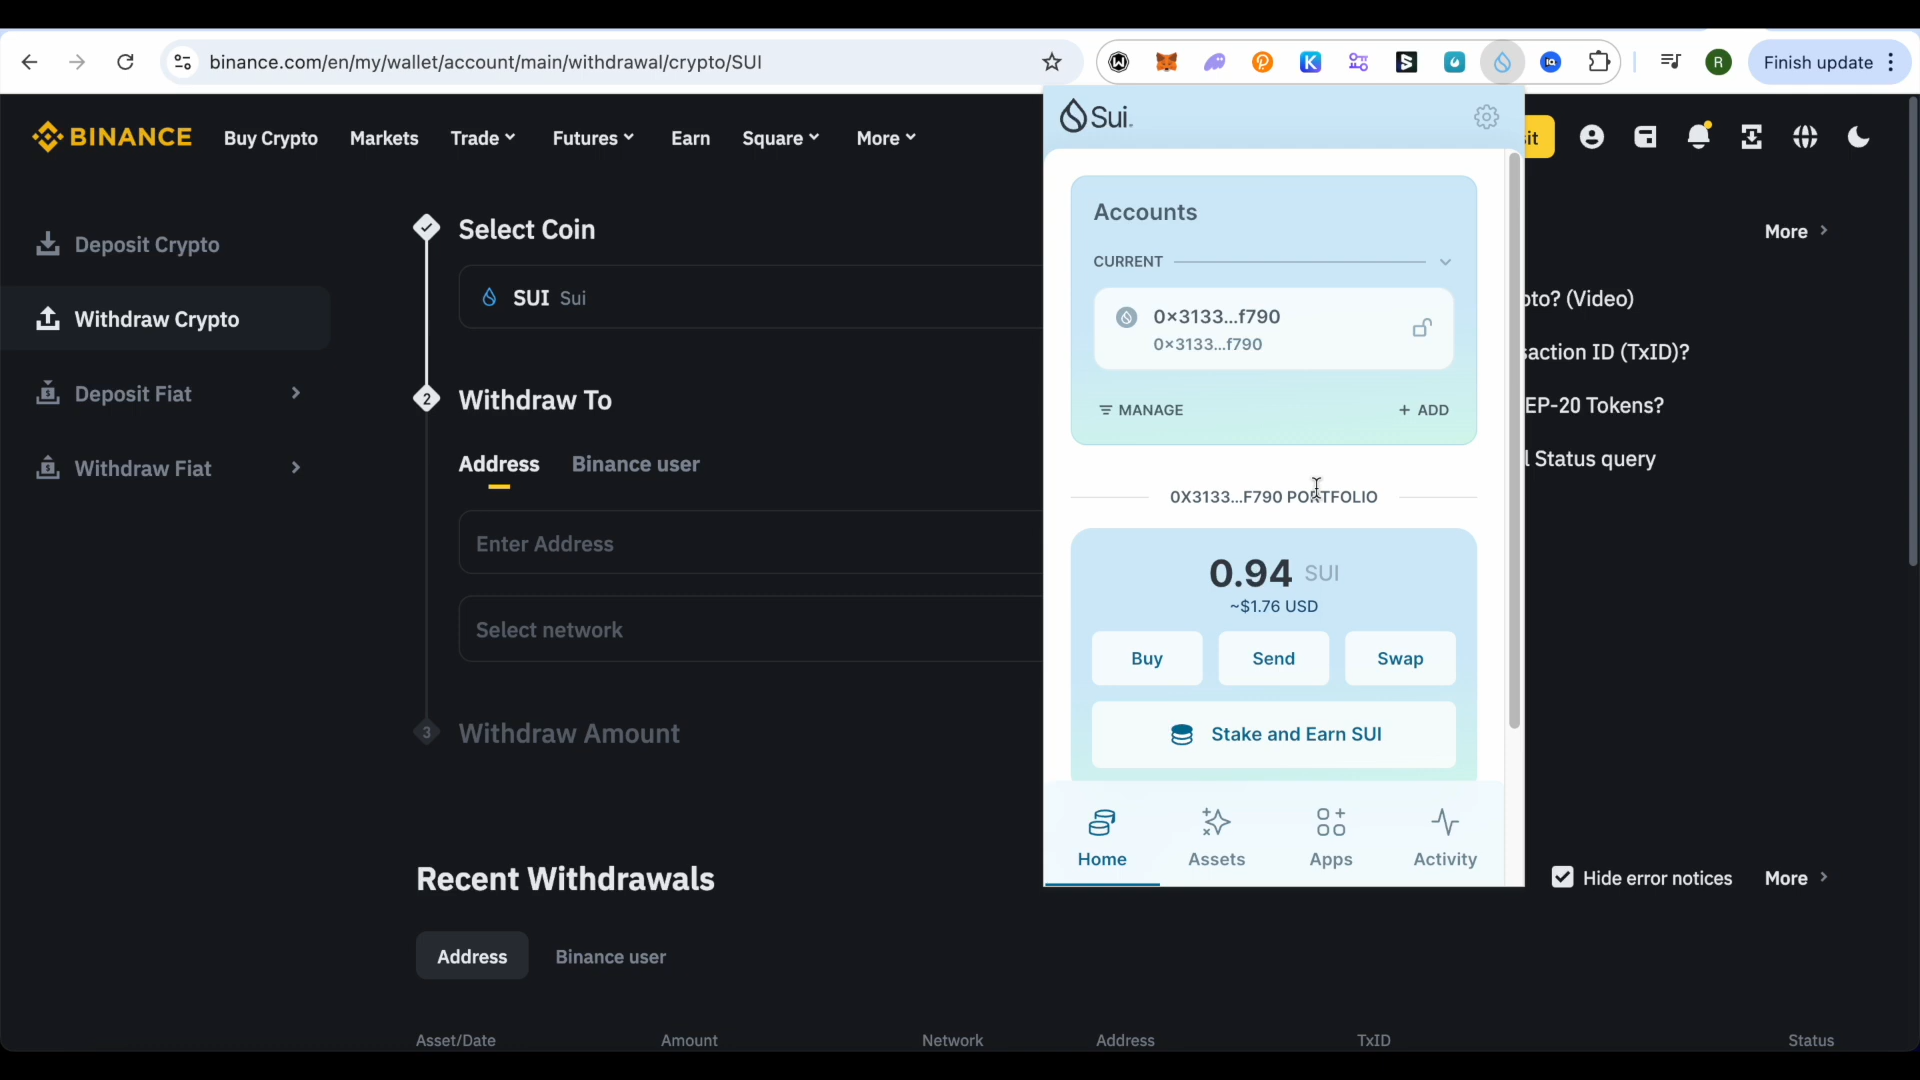 binance.com/en/my/wallet/account/main/withdrawal/crypto/SUI
R
Finish update
BINANCE
Buy Crypto
Markets
Trade
Futures
Earn
Square
More
it
Deposit Crypto
Withdraw Crypto
Deposit Fiat
Withdraw Fiat
Select Coin
SUI Sui
2
Withdraw To
Address
Binance user
Enter Address
Select network
3
Withdraw Amount
Sui
Accounts
CURRENT
0×3133...f790
0×3133...f790
MANAGE
+ ADD
0X3133...F790 PORTFOLIO
0.94 SUI
~$1.76 USD
Buy
Send
Swap
Stake and Earn SUI
Home
Assets
Apps
Activity
More
pto? (Video)
saction ID (TxID)?
EP-20 Tokens?
l Status query
Recent Withdrawals
Hide error notices
More
Address
Binance user
Asset/Date
Amount
Network
Address
TxID
Status